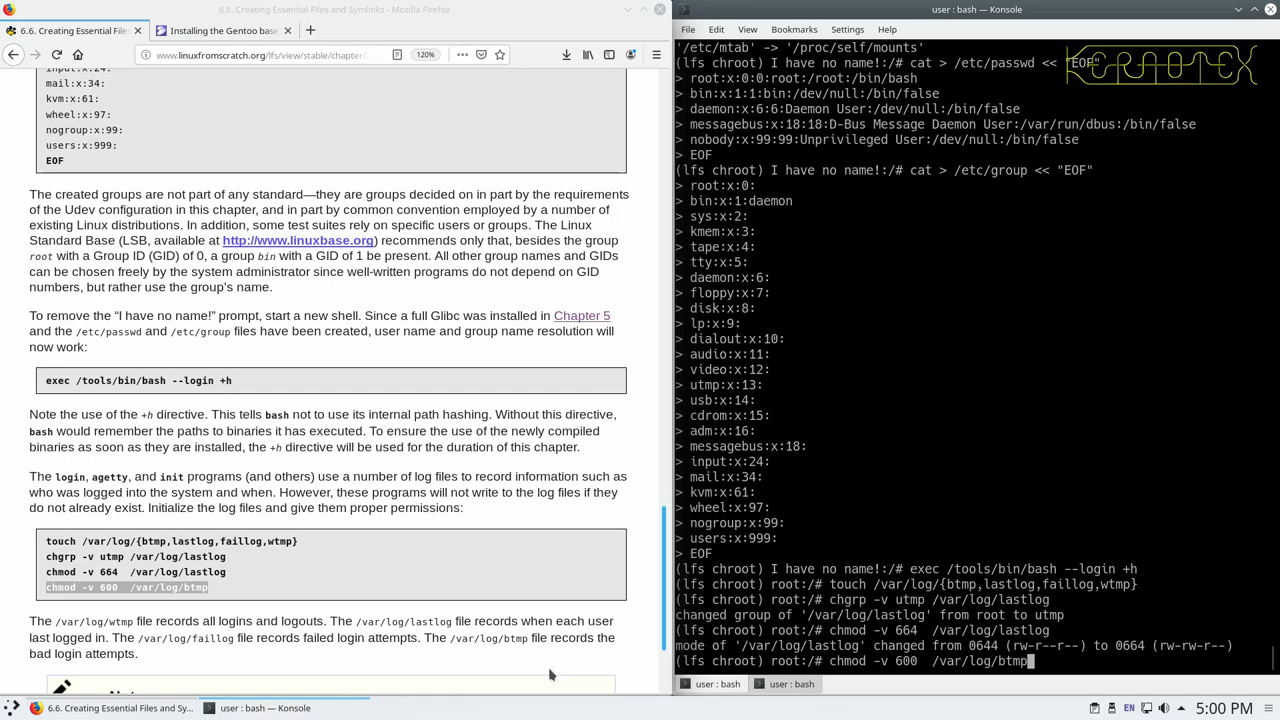 6.6. Creating Essential Files and Symlinks - Mozilla Firefox
6.6. Creating Essential File
Installing the Gentoo base
www.linuxfromscratch.org/lfs/view/stable/chapter
120%
input:x:24:
mail:x:34:
kvm:x:61:
wheel:x:97:
nogroup:x:99:
users:x:999:
EOF
The created groups are not part of any standard—they are groups decided on in part by the requirements
of the Udev configuration in this chapter, and in part by common convention employed by a number of
existing Linux distributions. In addition, some test suites rely on specific users or groups. The Linux
Standard Base (LSB, available at http://www.linuxbase.org) recommends only that, besides the group
root with a Group ID (GID) of 0, a group bin with a GID of 1 be present. All other group names and GIDs
can be chosen freely by the system administrator since well-written programs do not depend on GID
numbers, but rather use the group's name.
To remove the “I have no name!” prompt, start a new shell. Since a full Glibc was installed in Chapter 5
and the /etc/passwd and /etc/group files have been created, user name and group name resolution will
now work:
exec /tools/bin/bash --login +h
Note the use of the +h directive. This tells bash not to use its internal path hashing. Without this directive,
bash would remember the paths to binaries it has executed. To ensure the use of the newly compiled
binaries as soon as they are installed, the +h directive will be used for the duration of this chapter.
The login, agetty, and init programs (and others) use a number of log files to record information such as
who was logged into the system and when. However, these programs will not write to the log files if they
do not already exist. Initialize the log files and give them proper permissions:
touch /var/log/{btmp,lastlog,faillog,wtmp}
chgrp -v utmp /var/log/lastlog
chmod -v 664  /var/log/lastlog
chmod -v 600  /var/log/btmp
The /var/log/wtmp file records all logins and logouts. The /var/log/lastlog file records when each user
last logged in. The /var/log/faillog file records failed login attempts. The /var/log/btmp file records the
bad login attempts.
user : bash — Konsole
File Edit View Bookmarks Settings Help
KERNOTEX
'/etc/mtab' -> '/proc/self/mounts'
(lfs chroot) I have no name!:/# cat > /etc/passwd << "EOF"
> root:x:0:0:root:/root:/bin/bash
> bin:x:1:1:bin:/dev/null:/bin/false
> daemon:x:6:6:Daemon User:/dev/null:/bin/false
> messagebus:x:18:18:D-Bus Message Daemon User:/var/run/dbus:/bin/false
> nobody:x:99:99:Unprivileged User:/dev/null:/bin/false
> EOF
(lfs chroot) I have no name!:/# cat > /etc/group << "EOF"
> root:x:0:
> bin:x:1:daemon
> sys:x:2:
> kmem:x:3:
> tape:x:4:
> tty:x:5:
> daemon:x:6:
> floppy:x:7:
> disk:x:8:
> lp:x:9:
> dialout:x:10:
> audio:x:11:
> video:x:12:
> utmp:x:13:
> usb:x:14:
> cdrom:x:15:
> adm:x:16:
> messagebus:x:18:
> input:x:24:
> mail:x:34:
> kvm:x:61:
> wheel:x:97:
> nogroup:x:99:
> users:x:999:
> EOF
(lfs chroot) I have no name!:/# exec /tools/bin/bash --login +h
(lfs chroot) root:/# touch /var/log/{btmp,lastlog,faillog,wtmp}
(lfs chroot) root:/# chgrp -v utmp /var/log/lastlog
changed group of '/var/log/lastlog' from root to utmp
(lfs chroot) root:/# chmod -v 664  /var/log/lastlog
mode of '/var/log/lastlog' changed from 0644 (rw-r--r--) to 0664 (rw-rw-r--)
(lfs chroot) root:/# chmod -v 600  /var/log/btmp
user : bash
user : bash
6.6. Creating Essential Files and Sy...
user : bash — Konsole
EN
5:00 PM